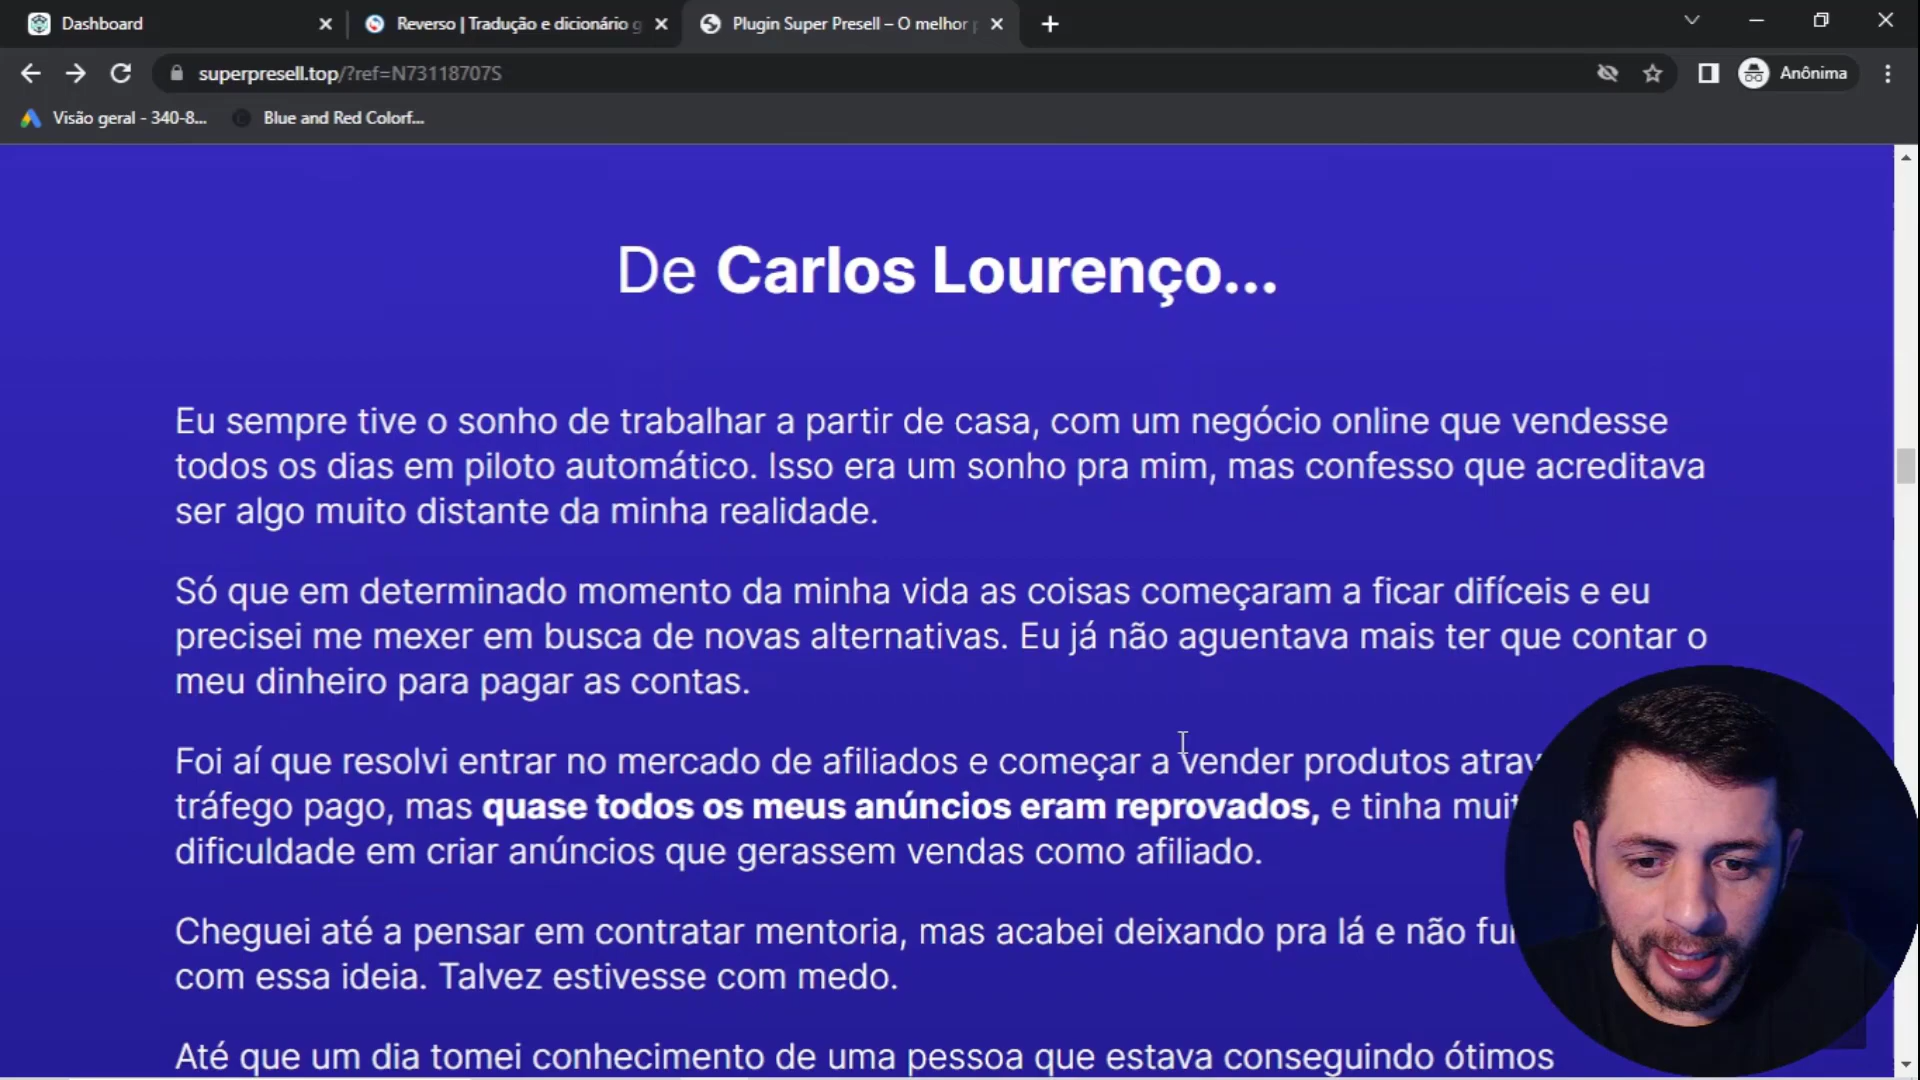 Dashboard
Reverso | Tradução e dicionário g
Plugin Super Presell – O melhor
superpresell.top/?ref=N73118707S
Anônima
Visão geral - 340-8...
Blue and Red Colorf...
De Carlos Lourenço...
Eu sempre tive o sonho de trabalhar a partir de casa, com um negócio online que vendesse
todos os dias em piloto automático. Isso era um sonho pra mim, mas confesso que acreditava
ser algo muito distante da minha realidade.
Só que em determinado momento da minha vida as coisas começaram a ficar difíceis e eu
precisei me mexer em busca de novas alternativas. Eu já não aguentava mais ter que contar o
meu dinheiro para pagar as contas.
Foi aí que resolvi entrar no mercado de afiliados e começar a vender produtos
tráfego pago, mas quase todos os meus anúncios eram reprovados, e tinha
dificuldade em criar anúncios que gerassem vendas como afiliado.
Cheguei até a pensar em contratar mentoria, mas acabei deixando pra lá e não
com essa ideia. Talvez estivesse com medo.
Até que um dia tomei conhecimento de uma pessoa que estava conseguindo ótimos